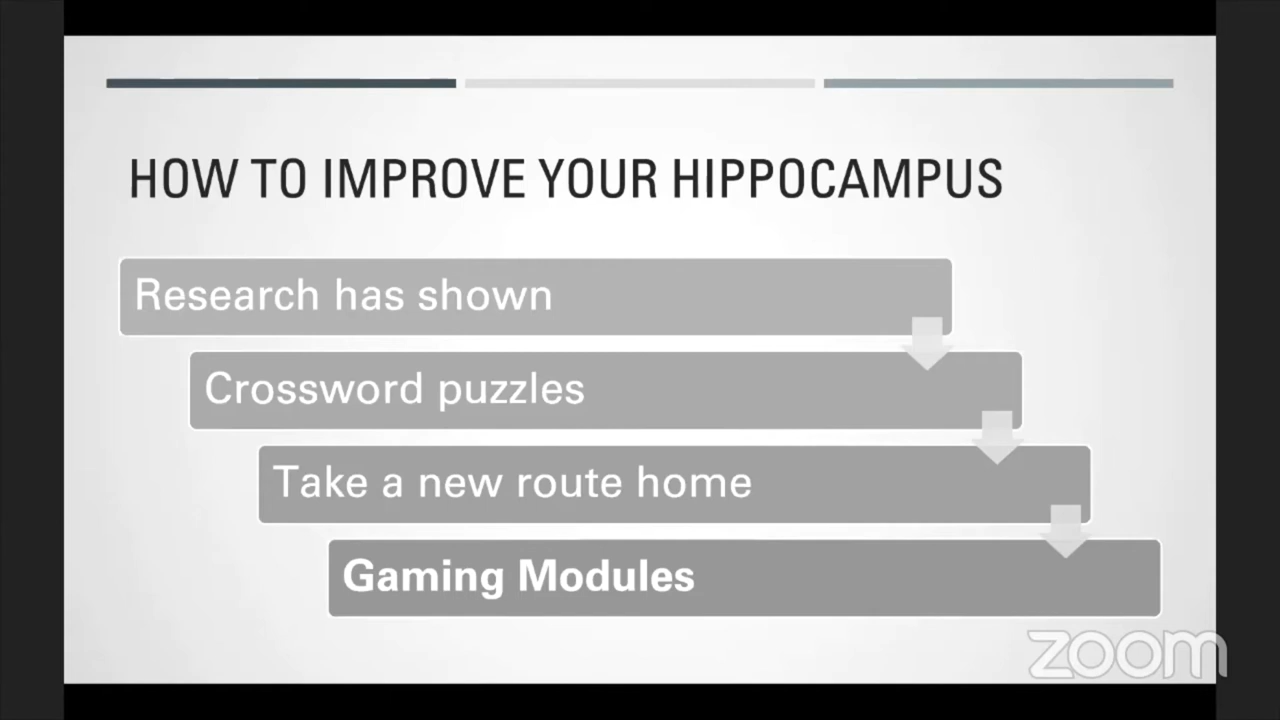 HOW TO IMPROVE YOUR HIPPOCAMPUS
Research has shown
Crossword puzzles
Take a new route home
Gaming Modules
zoom